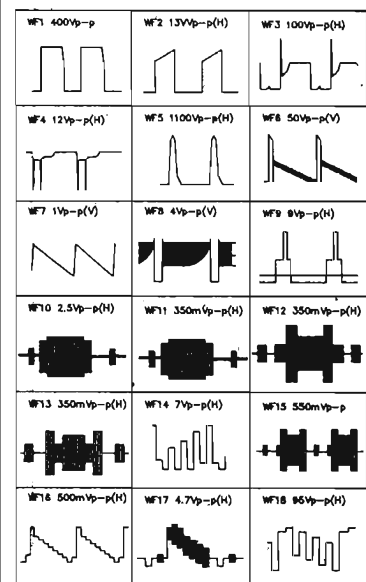 WF1 400Vp-p
WF2 13VVp-p(H)
WF3 100Vp-p(H)
WF4 12Vp-p(H)
WF5 1100Vp-p(H)
WF6 50Vp-p(V)
WF7 1Vp-p(V)
WF8 4Vp-p(V)
WF9 9Vp-p(H)
WF10 2.5Vp-p(H)
WF11 350mVp-p(H)
WF12 350mVp-p(H)
WF13 350mVp-p(H)
WF14 7Vp-p(H)
WF15 550mVp-p
WF16 500mVp-p(H)
WF17 4.7Vp-p(H)
WF18 95Vp-p(H)